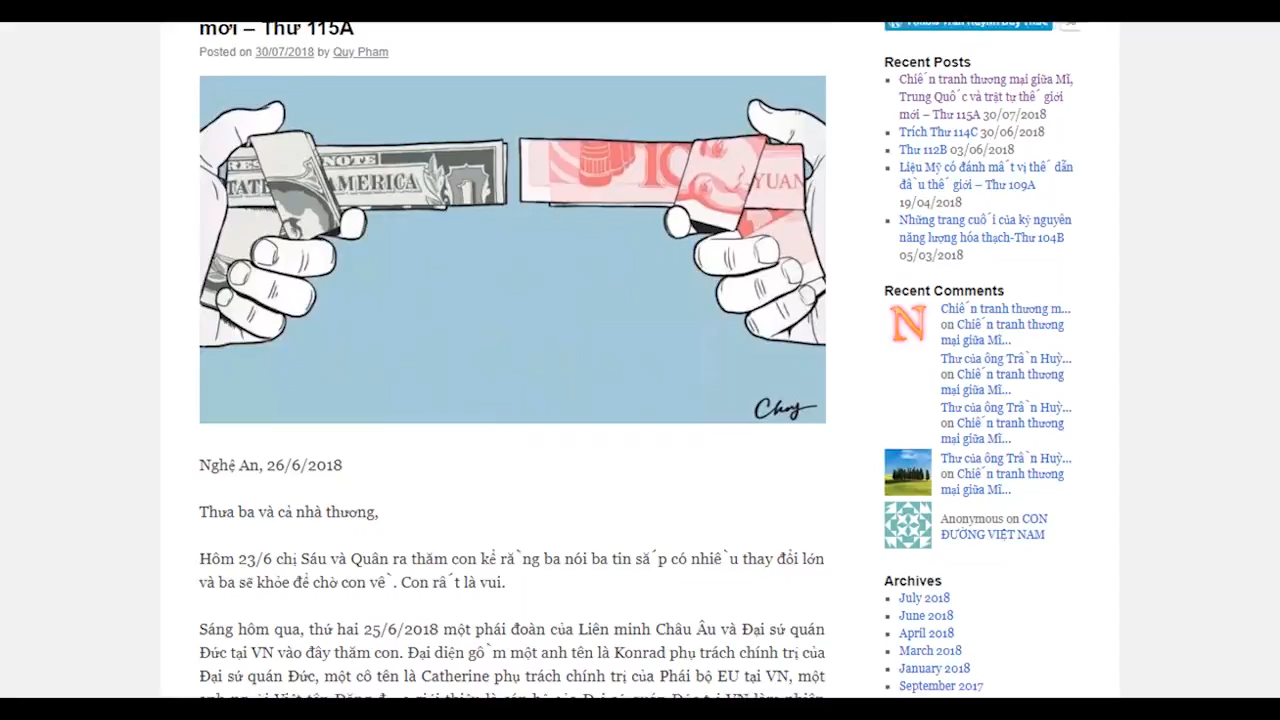 mới – Thư 115A
Posted on 30/07/2018 by Quy Pham
RES
NOTE
TATE
AMERICA
1
10
YUAN
Choy
Nghệ An, 26/6/2018
Thưa ba và cả nhà thương,
Hôm 23/6 chị Sáu và Quân ra thăm con kể rằng ba nói ba tin sắp có nhiều thay đổi lớn
và ba sẽ khỏe để chờ con về. Con rất là vui.
Sáng hôm qua, thứ hai 25/6/2018 một phái đoàn của Liên minh Châu Âu và Đại sứ quán
Đức tại VN vào đây thăm con. Đại diện gồm một anh tên là Konrad phụ trách chính trị của
Đại sứ quán Đức, một cô tên là Catherine phụ trách chính trị của Phái bộ EU tại VN, một
Recent Posts
Chiến tranh thương mại giữa Mĩ,
Trung Quốc và trật tự thế giới
mới – Thư 115A 30/07/2018
Trích Thư 114C 30/06/2018
Thư 112B 03/06/2018
Liệu Mỹ có đánh mất vị thế dẫn
đầu thế giới – Thư 109A
19/04/2018
Những trang cuối của kỷ nguyên
năng lượng hóa thạch-Thư 104B
05/03/2018
Recent Comments
N
Chiến tranh thương m...
on Chiến tranh thương
mại giữa Mĩ...
Thư của ông Trần Huỳ...
on Chiến tranh thương
mại giữa Mĩ...
Thư của ông Trần Huỳ...
on Chiến tranh thương
mại giữa Mĩ...
Thư của ông Trần Huỳ...
on Chiến tranh thương
mại giữa Mĩ...
Anonymous on CON
ĐƯỜNG VIỆT NAM
Archives
July 2018
June 2018
April 2018
March 2018
January 2018
September 2017